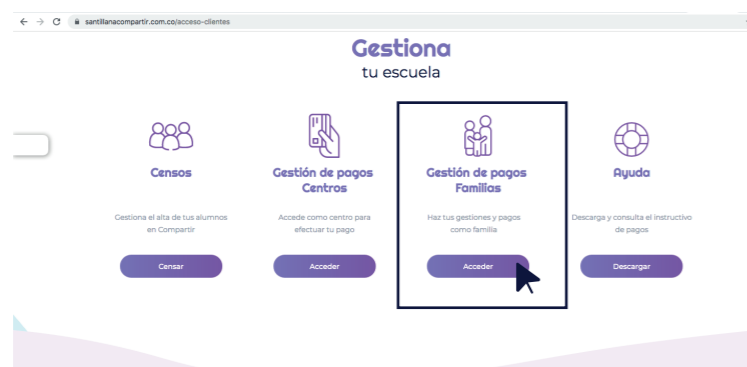 santillanacompartir.com.co/acceso-clientes
Gestiona
tu escuela
Censos
Gestiona el alta de tus alumnos
en Compartir
Censar
Gestión de pagos
Centros
Accede como centro para
efectuar tu pago
Acceder
Gestión de pagos
Familias
Haz tus gestiones y pagos
como familia
Acceder
Ayuda
Descarga y consulta el instructivo
de pagos
Descargar